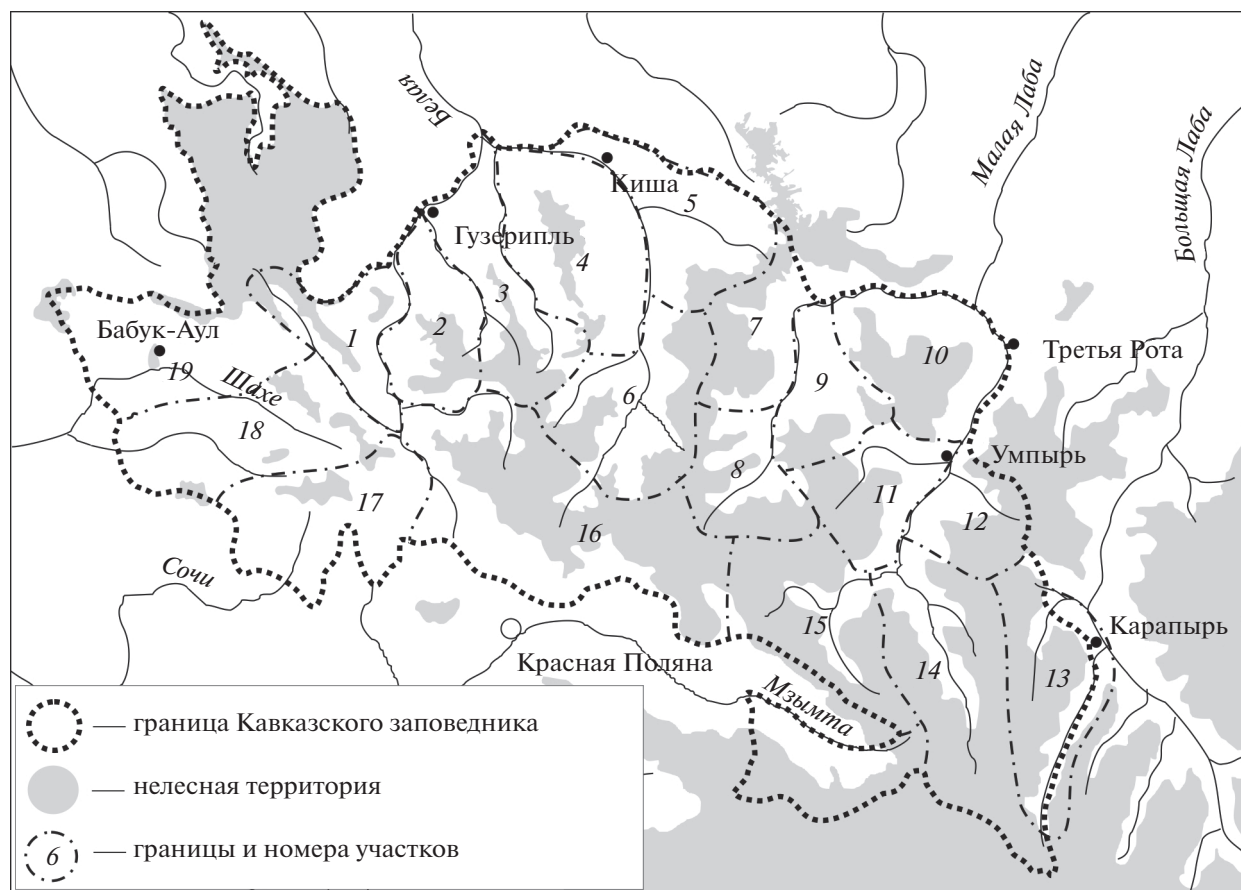 Белая
Малая Лаба
Большая Лаба
Киша
5
Гузерипль
4
3
Бабук-Аул
1
2
7
10
Третья Рота
19
Шахе
9
6
18
Умпырь
8
11
17
12
16
Сочи
15
Карапырь
Красная Поляна
14
13
Мзымта
— граница Кавказского заповедника
— нелесная территория
6 — границы и номера участков